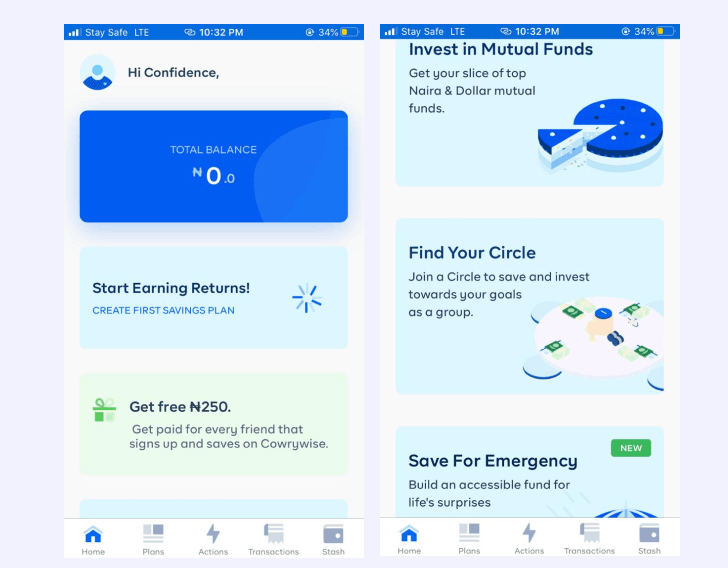 Stay Safe LTE 10:32 PM 34%
Hi Confidence,
TOTAL BALANCE
₦ 0 .0
Start Earning Returns!
CREATE FIRST SAVINGS PLAN
Get free ₦250.
Get paid for every friend that
signs up and saves on Cowrywise.
Home Plans Actions Transactions Stash
Stay Safe LTE 10:32 PM 34%
Invest in Mutual Funds
Get your slice of top
Naira & Dollar mutual
funds.
Find Your Circle
Join a Circle to save and invest
towards your goals
as a group.
NEW
Save For Emergency
Build an accessible fund for
life's surprises
Home Plans Actions Transactions Stash